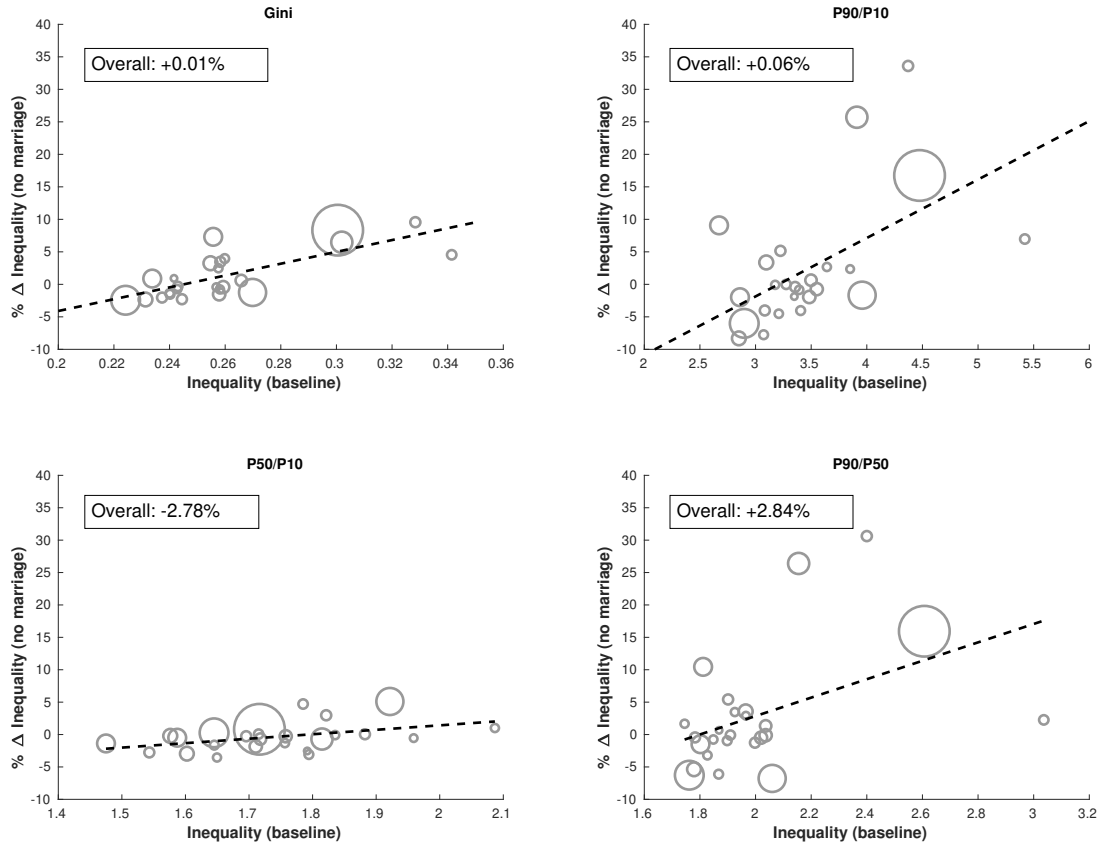 Gini
40
35
30
25
20
15
10
5
0
-5
-10
Overall: +0.01%
% Δ Inequality (no marriage)
0.2 0.22 0.24 0.26 0.28 0.3 0.32 0.34 0.36
Inequality (baseline)
P90/P10
40
35
30
25
20
15
10
5
0
-5
-10
Overall: +0.06%
% Δ Inequality (no marriage)
2 2.5 3 3.5 4 4.5 5 5.5 6
Inequality (baseline)
P50/P10
40
35
30
25
20
15
10
5
0
-5
-10
Overall: -2.78%
% Δ Inequality (no marriage)
1.4 1.5 1.6 1.7 1.8 1.9 2 2.1
Inequality (baseline)
P90/P50
40
35
30
25
20
15
10
5
0
-5
-10
Overall: +2.84%
% Δ Inequality (no marriage)
1.6 1.8 2 2.2 2.4 2.6 2.8 3 3.2
Inequality (baseline)